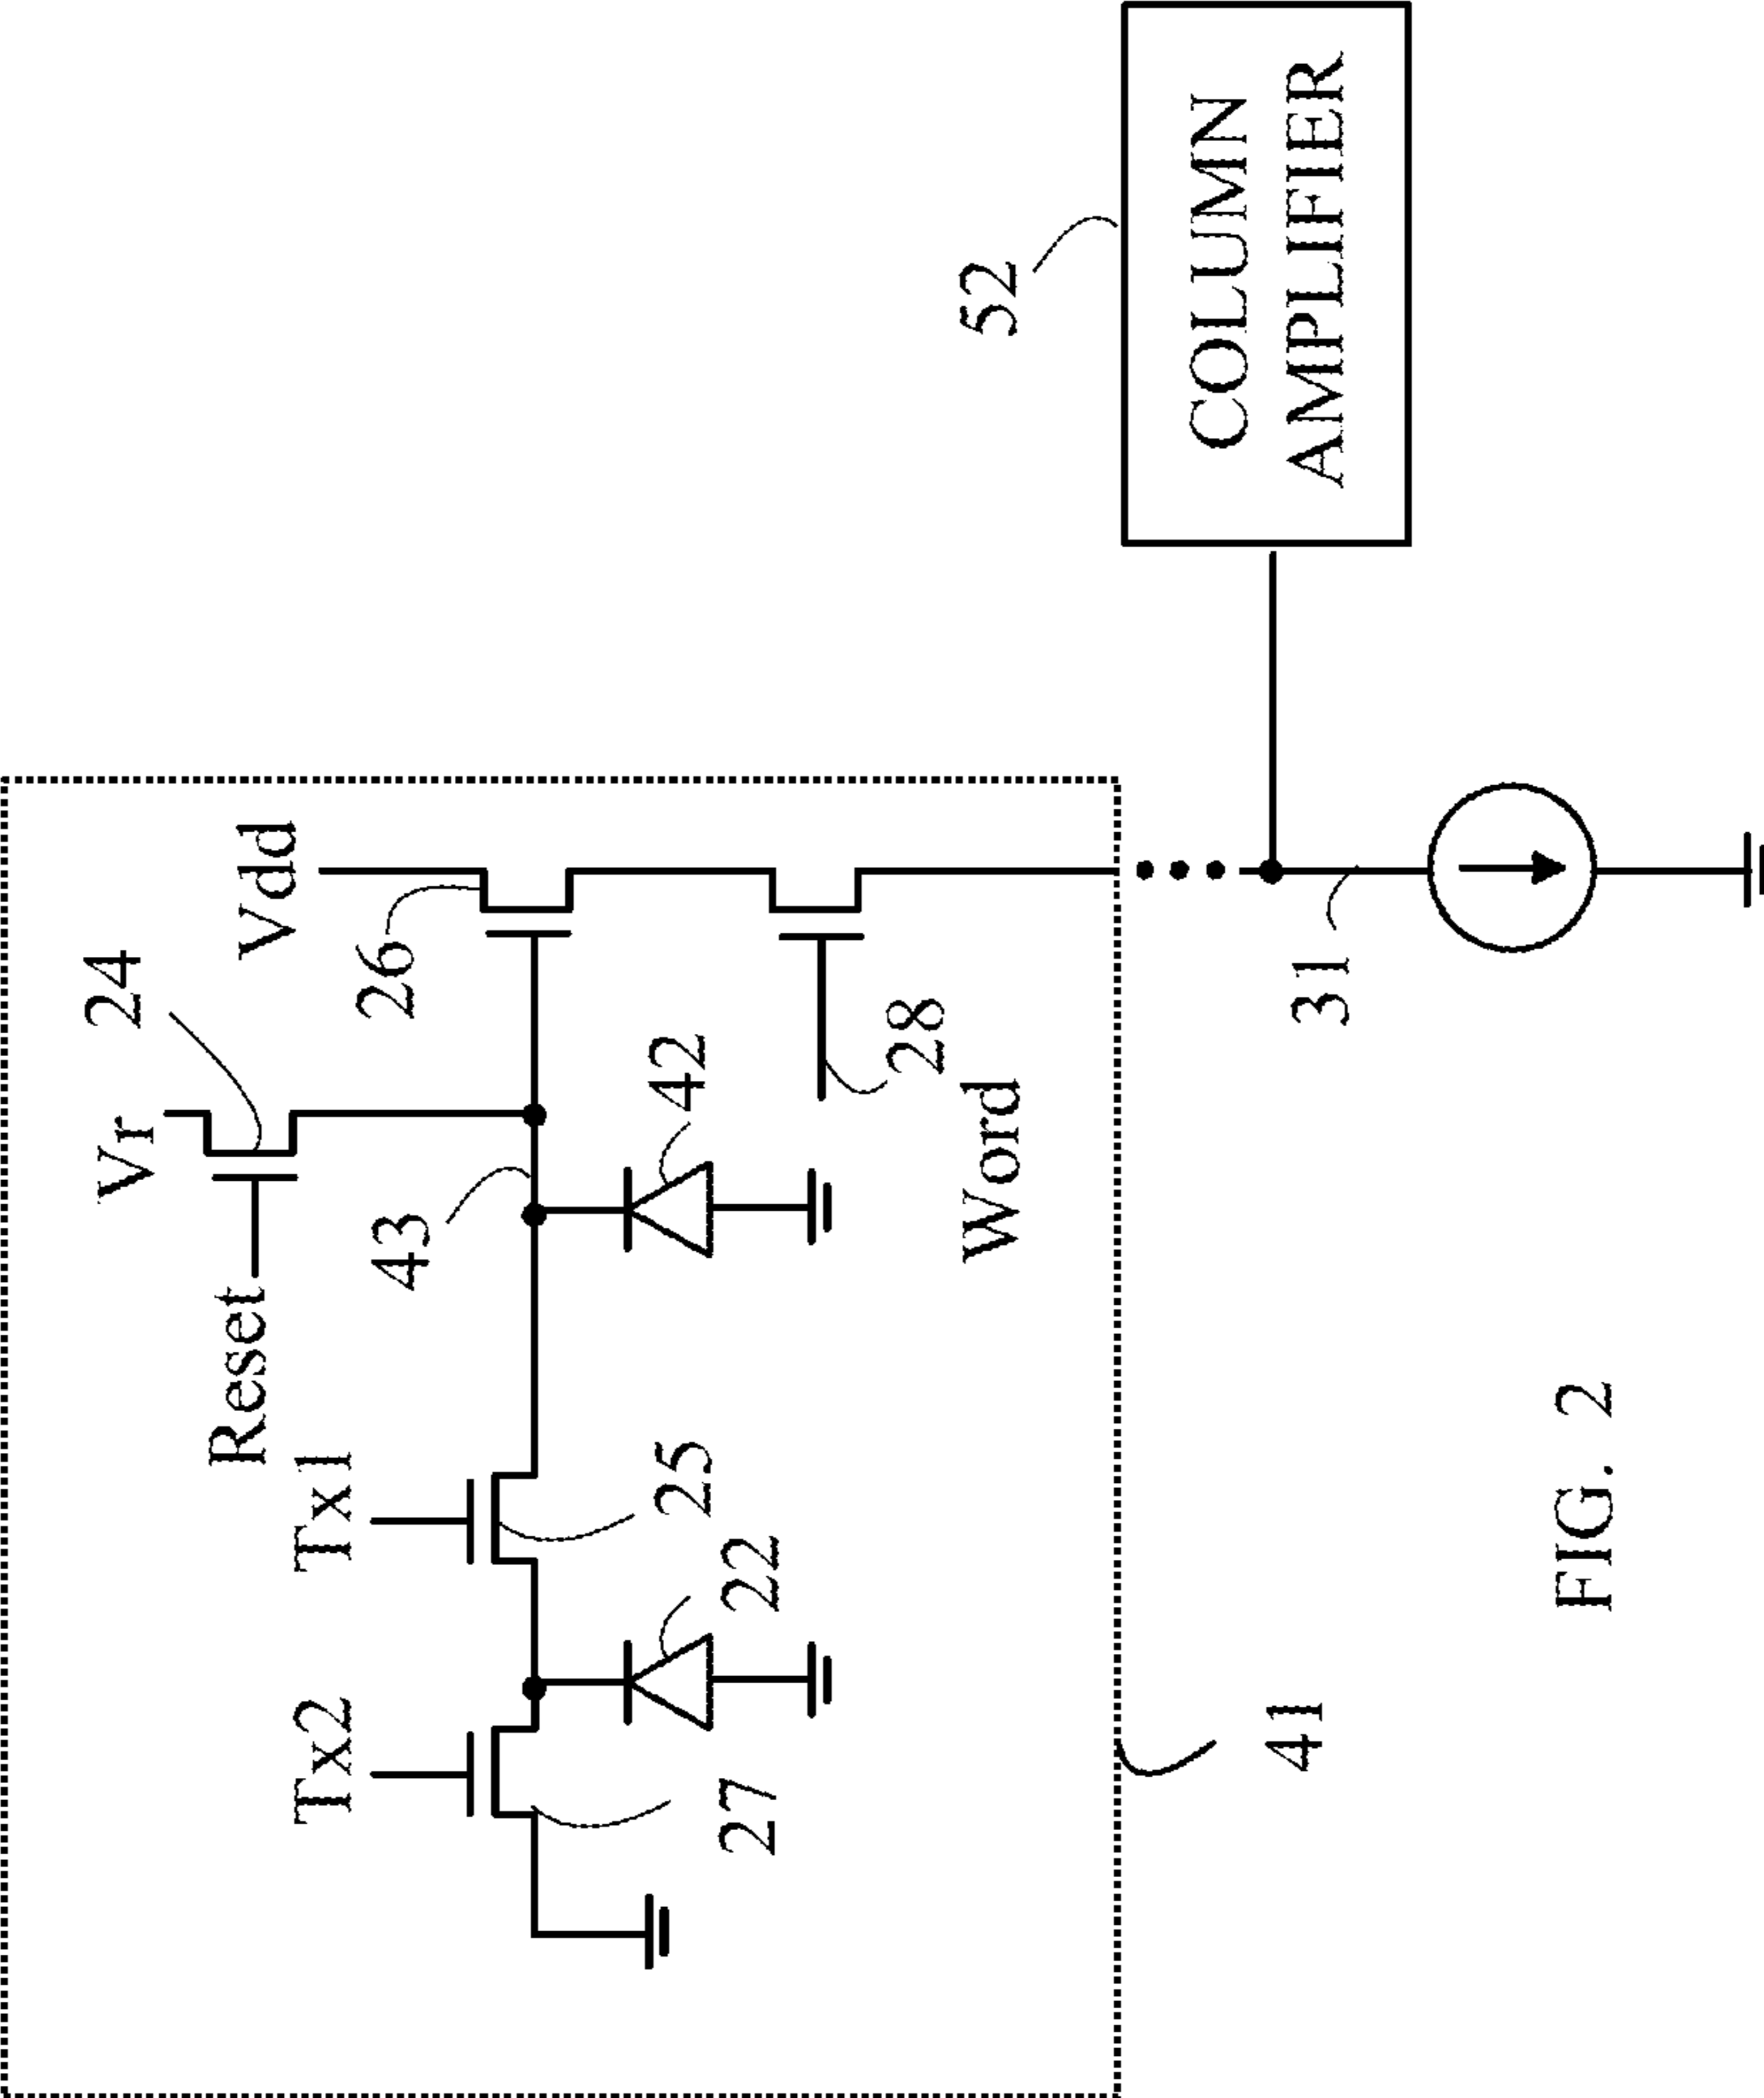 24
Vr
Vdd
Reset
Tx1
Tx2
26
43
42
25
22
27
28
Word
52
COLUMN
AMPLIFIER
31
41
FIG. 2